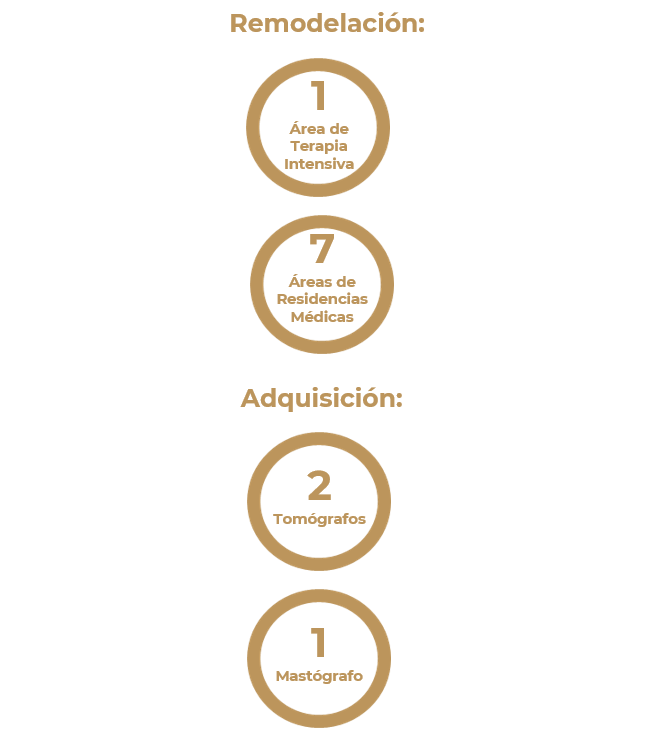 Remodelación:
1
Área de
Terapia
Intensiva
7
Áreas de
Residencias
Médicas
Adquisición:
2
Tomógrafos
1
Mastógrafo